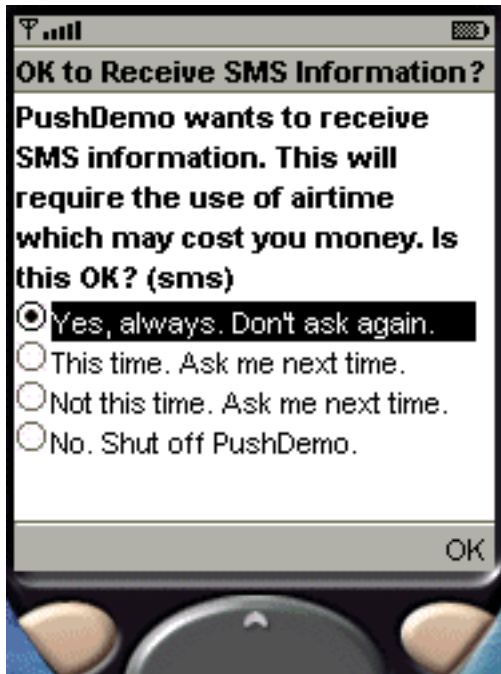 OK to Receive SMS Information?
PushDemo wants to receive
SMS information. This will
require the use of airtime
which may cost you money. Is
this OK? (sms)
Yes, always. Don't ask again.
This time. Ask me next time.
Not this time. Ask me next time.
No. Shut off PushDemo.
OK